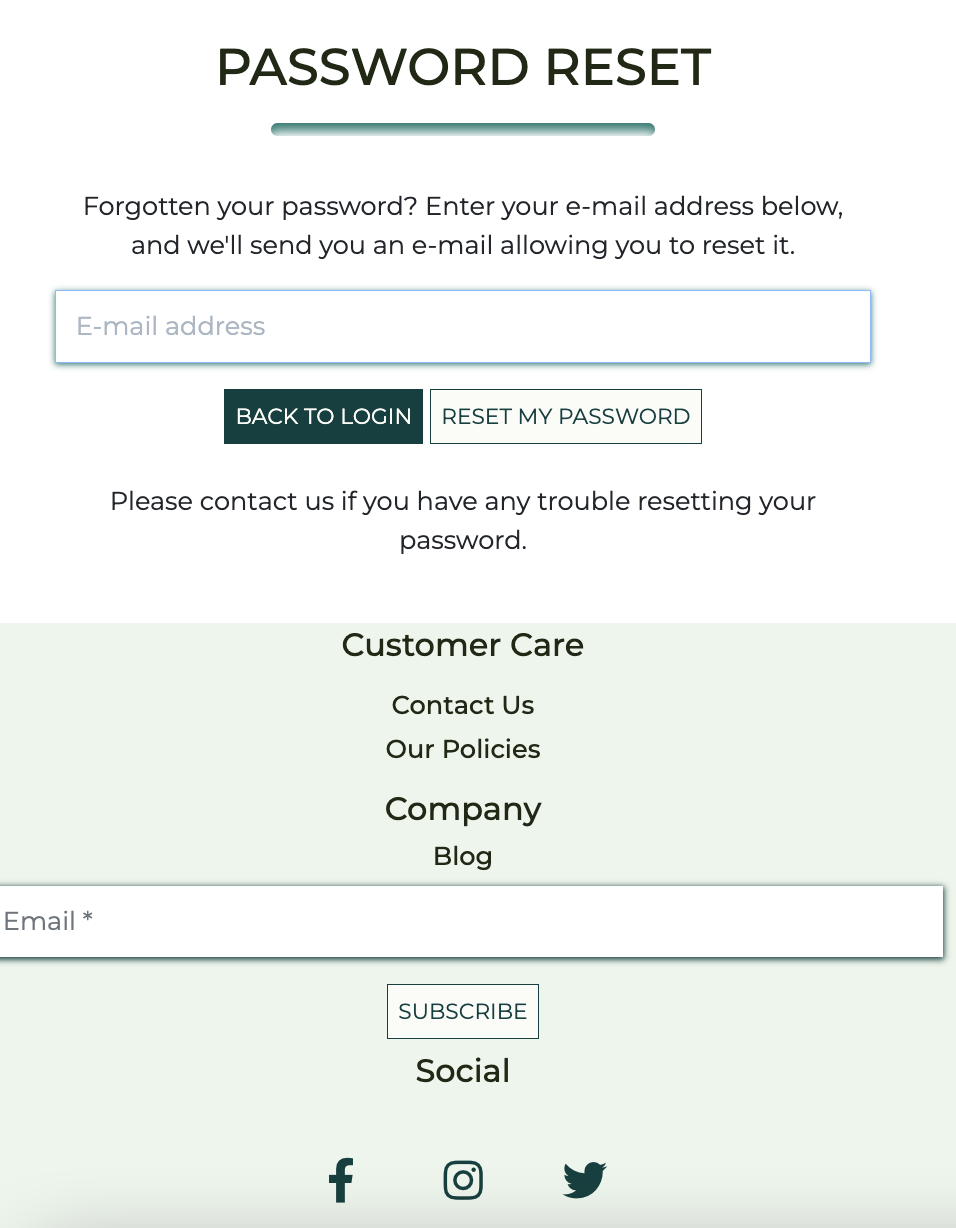 PASSWORD RESET
Forgotten your password? Enter your e-mail address below,
and we'll send you an e-mail allowing you to reset it.
E-mail address
BACK TO LOGIN RESET MY PASSWORD
Please contact us if you have any trouble resetting your
password.
Customer Care
Contact Us
Our Policies
Company
Blog
Email *
SUBSCRIBE
Social